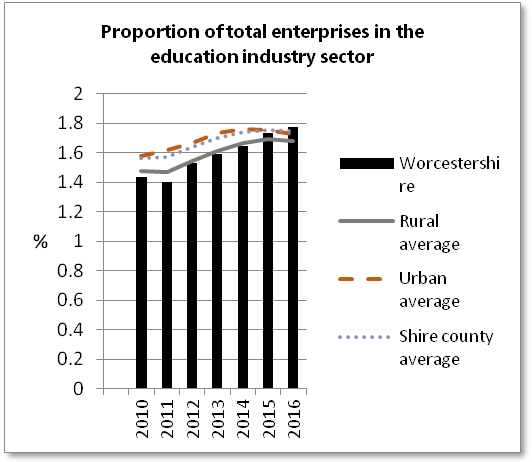 Proportion of total enterprises in the
education industry sector
2
1.8
1.6
1.4
1.2
1
0.8
0.6
0.4
0.2
0
%
2010
2011
2012
2013
2014
2015
2016
Worcestershi
re
Rural
average
Urban
average
Shire county
average